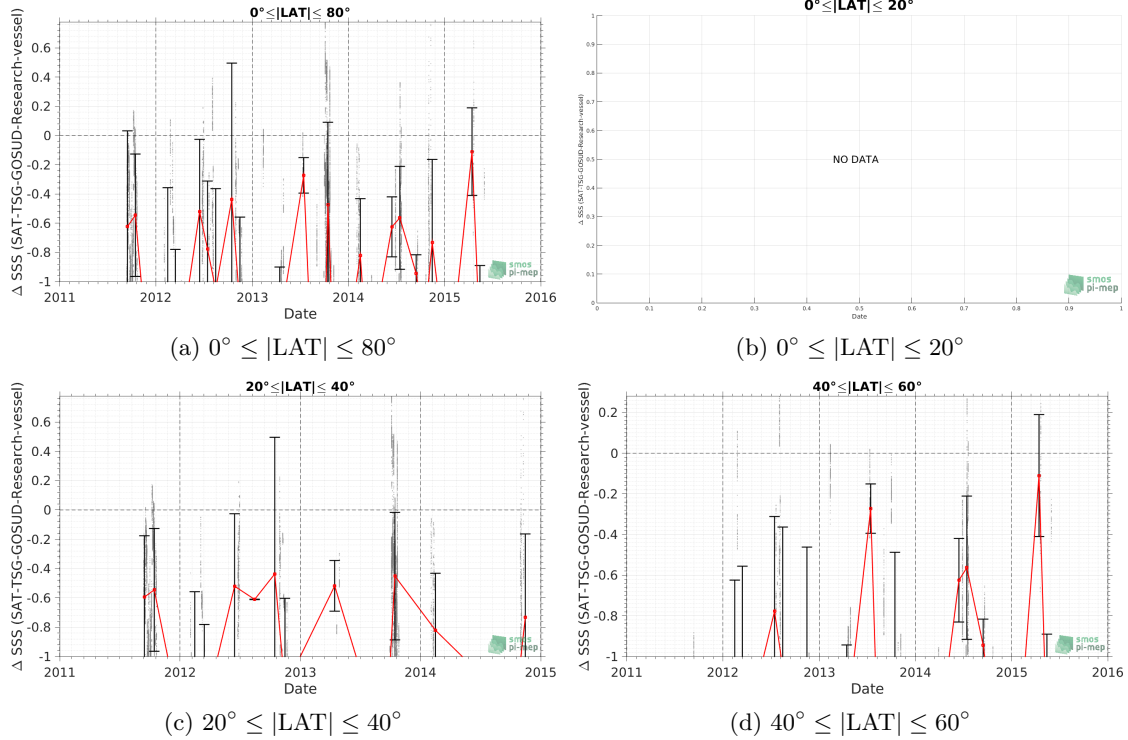 0°≤|LAT|≤ 80°
Δ SSS (SAT-TSG-GOSUD-Research-vessel)
0.6
0.4
0.2
0
-0.2
-0.4
-0.6
-0.8
-1
2011 2012 2013 2014 2015 2016
Date
smos
pi-mep
(a) 0° ≤ |LAT| ≤ 80°
0°≤|LAT|≤ 20°
Δ SSS (SAT-TSG-GOSUD-Research-vessel)
1
0.9
0.8
0.7
0.6
0.5
0.4
0.3
0.2
0.1
0
NO DATA
0 0.1 0.2 0.3 0.4 0.5 0.6 0.7 0.8 0.9 1
Date
smos
pi-mep
(b) 0° ≤ |LAT| ≤ 20°
20°≤|LAT|≤ 40°
Δ SSS (SAT-TSG-GOSUD-Research-vessel)
0.6
0.4
0.2
0
-0.2
-0.4
-0.6
-0.8
-1
2011 2012 2013 2014 2015
Date
smos
pi-mep
(c) 20° ≤ |LAT| ≤ 40°
40°≤|LAT|≤ 60°
Δ SSS (SAT-TSG-GOSUD-Research-vessel)
0.2
0
-0.2
-0.4
-0.6
-0.8
-1
2011 2012 2013 2014 2015 2016
Date
smos
pi-mep
(d) 40° ≤ |LAT| ≤ 60°